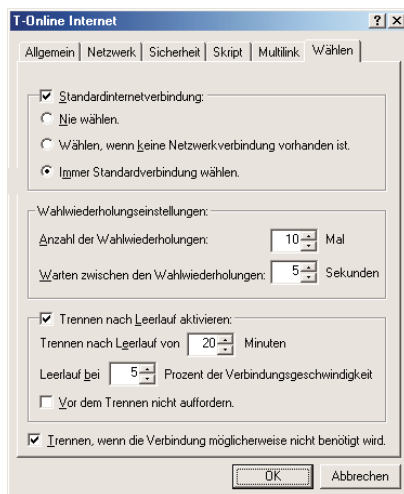 T-Online Internet
Allgemein Netzwerk Sicherheit Skript Multilink Wählen
Standardinternetverbindung:
Nie wählen.
Wählen, wenn keine Netzwerkverbindung vorhanden ist.
Immer Standardverbindung wählen.
Wahlwiederholungseinstellungen:
Anzahl der Wahlwiederholungen: 10 Mal
Warten zwischen den Wahlwiederholungen: 5 Sekunden
Trennen nach Leerlauf aktivieren:
Trennen nach Leerlauf von 20 Minuten
Leerlauf bei 5 Prozent der Verbindungsgeschwindigkeit
Vor dem Trennen nicht auffordern.
Trennen, wenn die Verbindung möglicherweise nicht benötigt wird.
OK Abbrechen